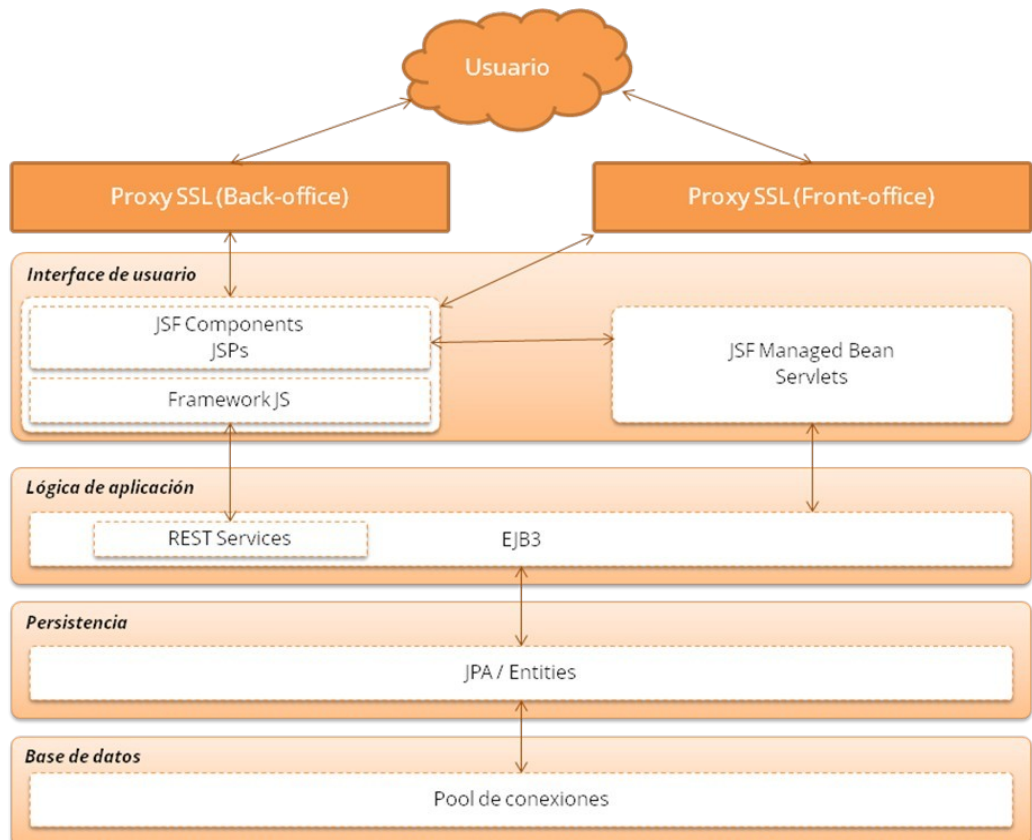 Usuario
Proxy SSL (Back-office)
Proxy SSL (Front-office)
Interface de usuario
JSF Components
JSPs
Framework JS
JSF Managed Bean
Servlets
Lógica de aplicación
REST Services
EJB3
Persistencia
JPA / Entities
Base de datos
Pool de conexiones